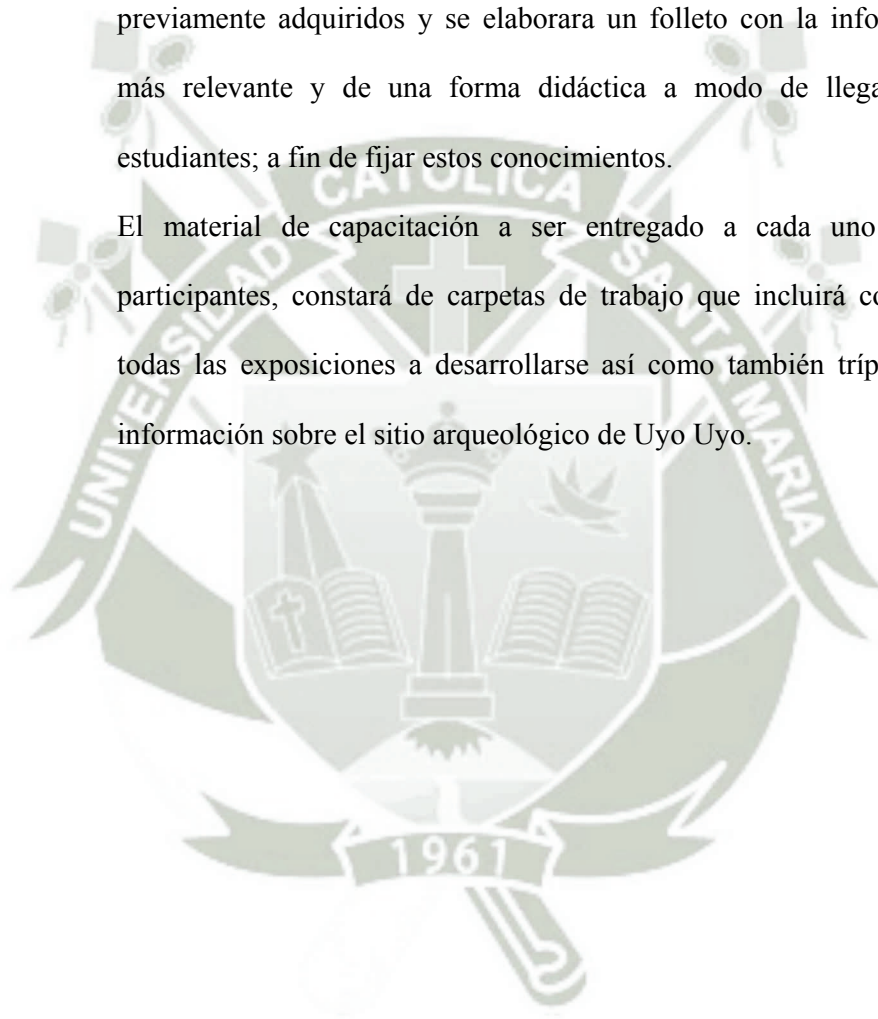 previamente adquiridos y se elaborara un folleto con la info
más relevante y de una forma didáctica a modo de llega
estudiantes; a fin de fijar estos conocimientos.
El material de capacitación a ser entregado a cada uno
participantes, constará de carpetas de trabajo que incluirá co
todas las exposiciones a desarrollarse así como también tríp
información sobre el sitio arqueológico de Uyo Uyo.
UNIVERSIDAD CATOLICA SANTA MARIA
1961